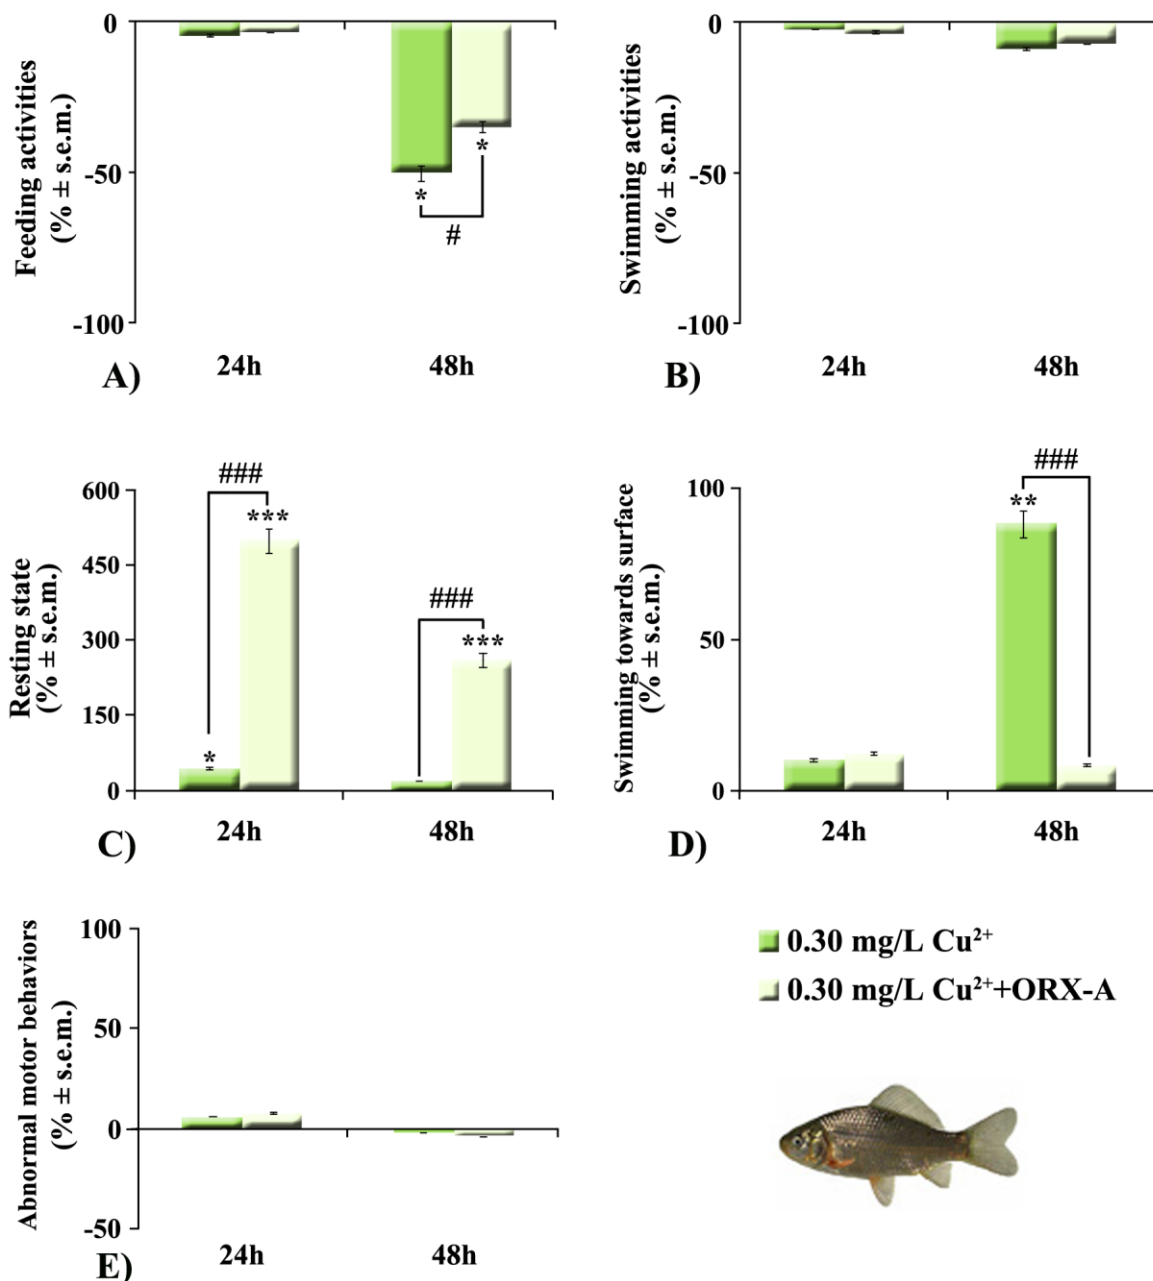 0
-50
-100
Feeding activities
(% ± s.e.m.)
*
*
#
24h
48h
A)
0
-50
-100
Swimming activities
(% ± s.e.m.)
24h
48h
B)
600
450
300
150
0
Resting state
(% ± s.e.m.)
###
***
*
###
***
24h
48h
C)
100
50
0
Swimming towards surface
(% ± s.e.m.)
###
**
24h
48h
D)
100
50
0
-50
Abnormal motor behaviors
(% ± s.e.m.)
24h
48h
E)
0.30 mg/L Cu²⁺
0.30 mg/L Cu²⁺+ORX-A